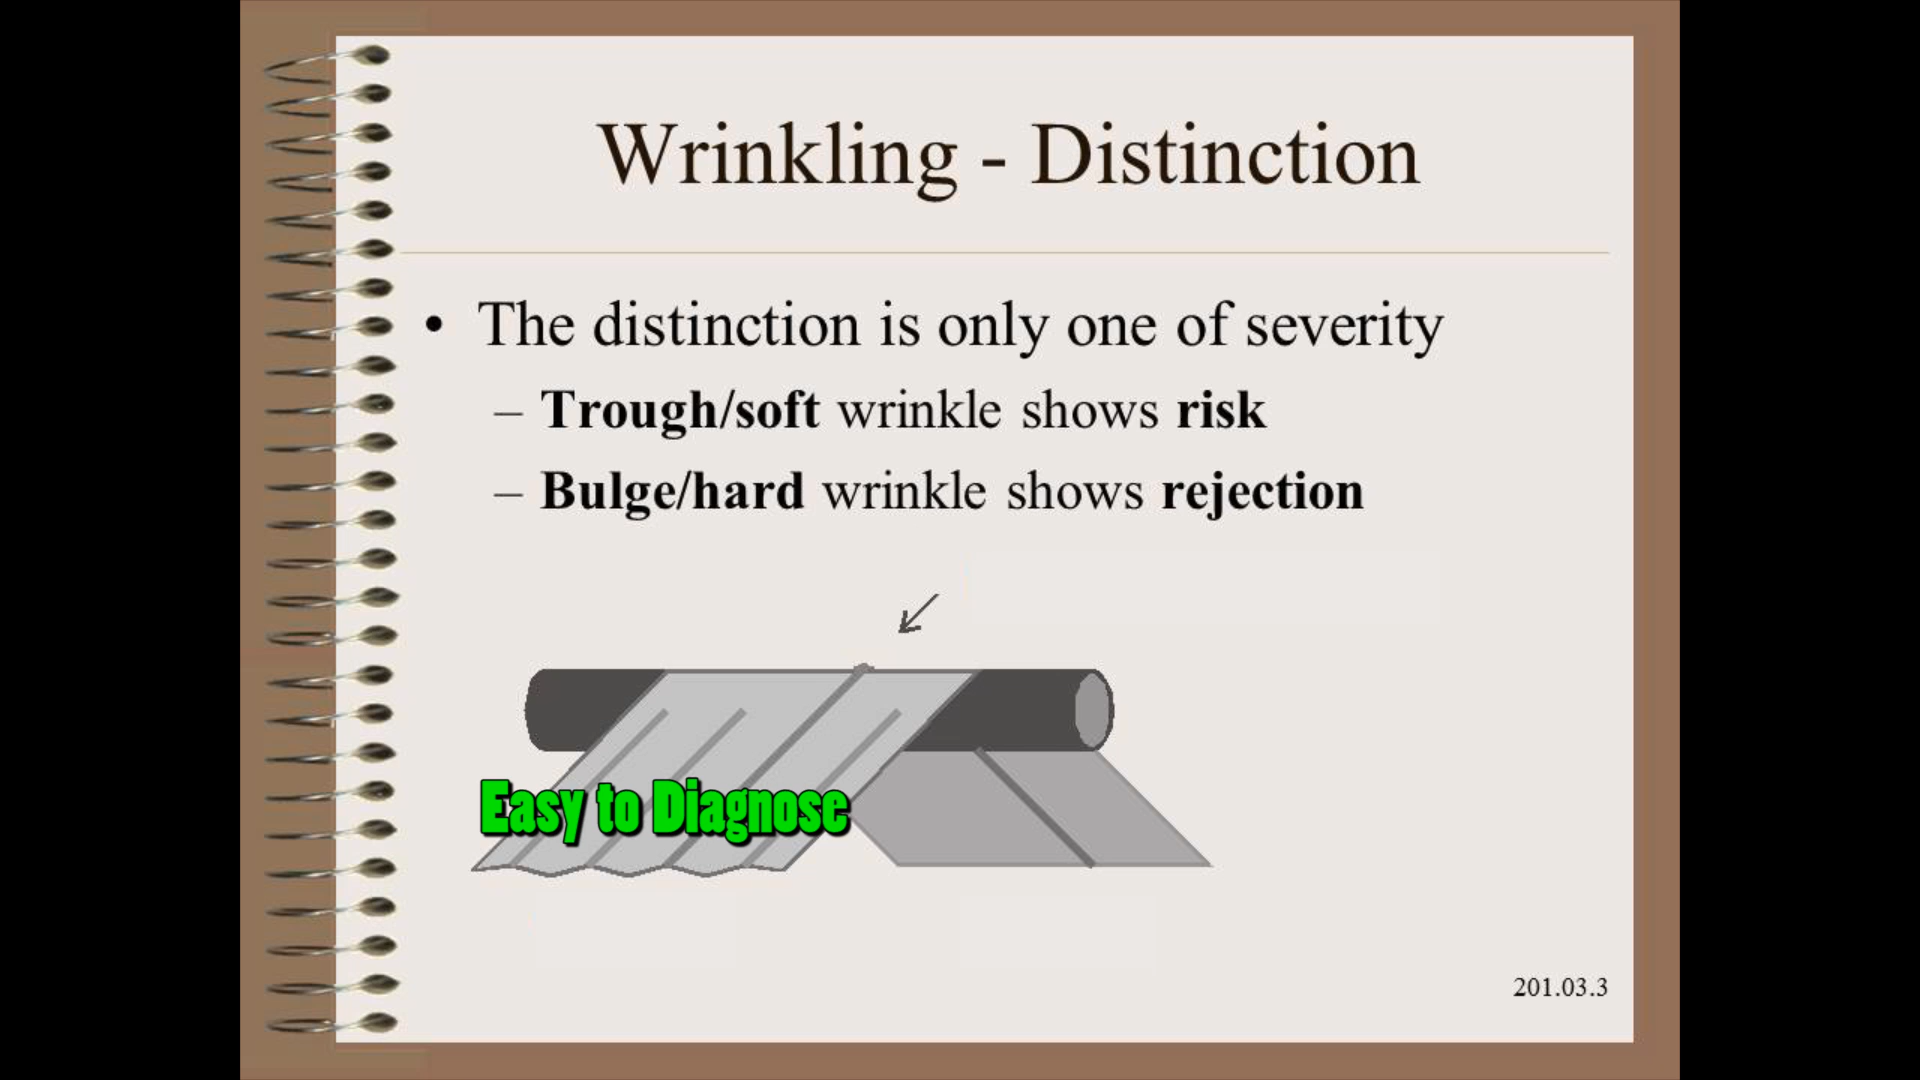 Wrinkling - Distinction
• The distinction is only one of severity
– Trough/soft wrinkle shows risk
– Bulge/hard wrinkle shows rejection
Easy to Diagnose
201.03.3